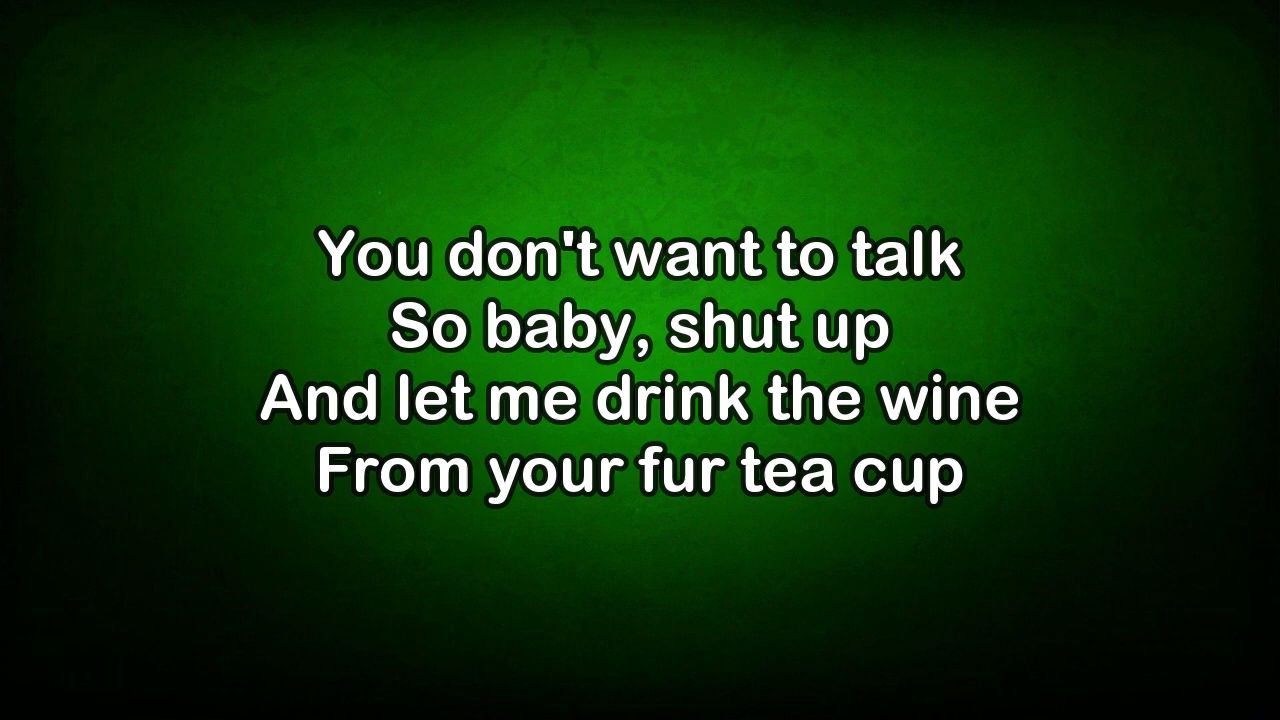 You don't want to talk
So baby, shut up
And let me drink the wine
From your fur tea cup